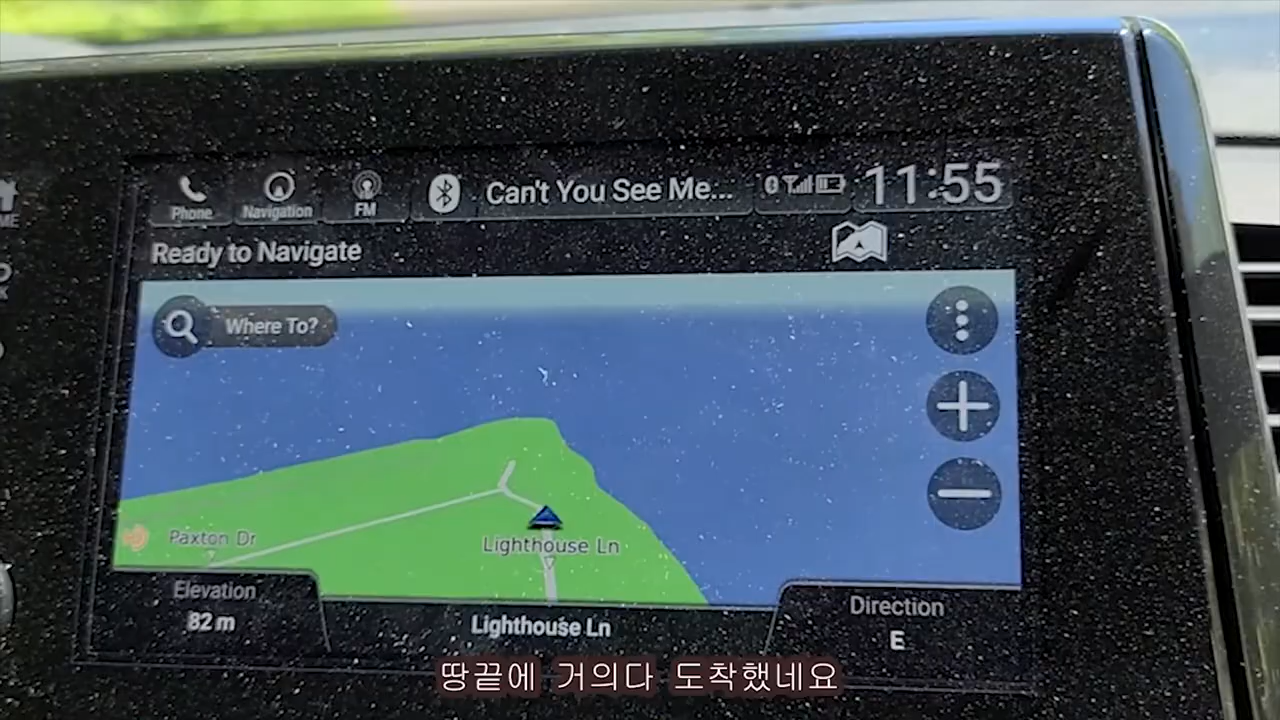 Phone
Navigation
FM
Can't You See Me...
11:55
Ready to Navigate
Where To?
Paxton Dr
Lighthouse Ln
Elevation
82 m
Lighthouse Ln
Direction
E
땅끝에 거의다 도착했네요